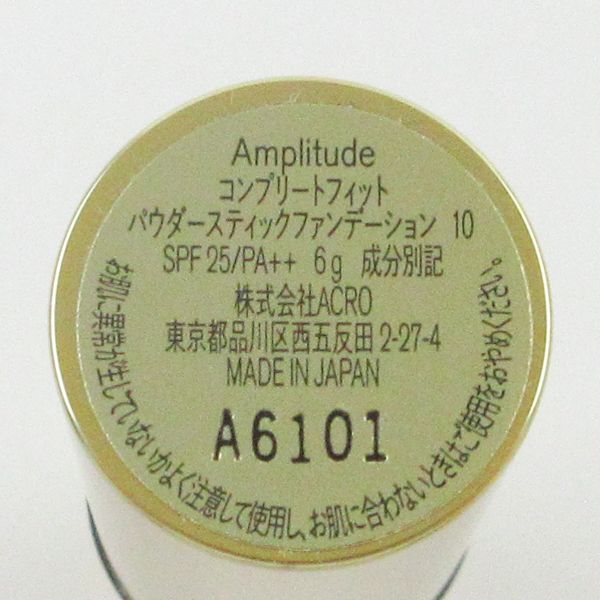 Amplitude
コンプリートフィット
パウダースティックファンデーション 10
SPF 25/PA++ 6g 成分別記
株式会社ACRO
東京都品川区西五反田 2-27-4
MADE IN JAPAN
A6101
お肌に異常が生じていないかよく注意して使用し、お肌に合わないときはご使用をおやめください。